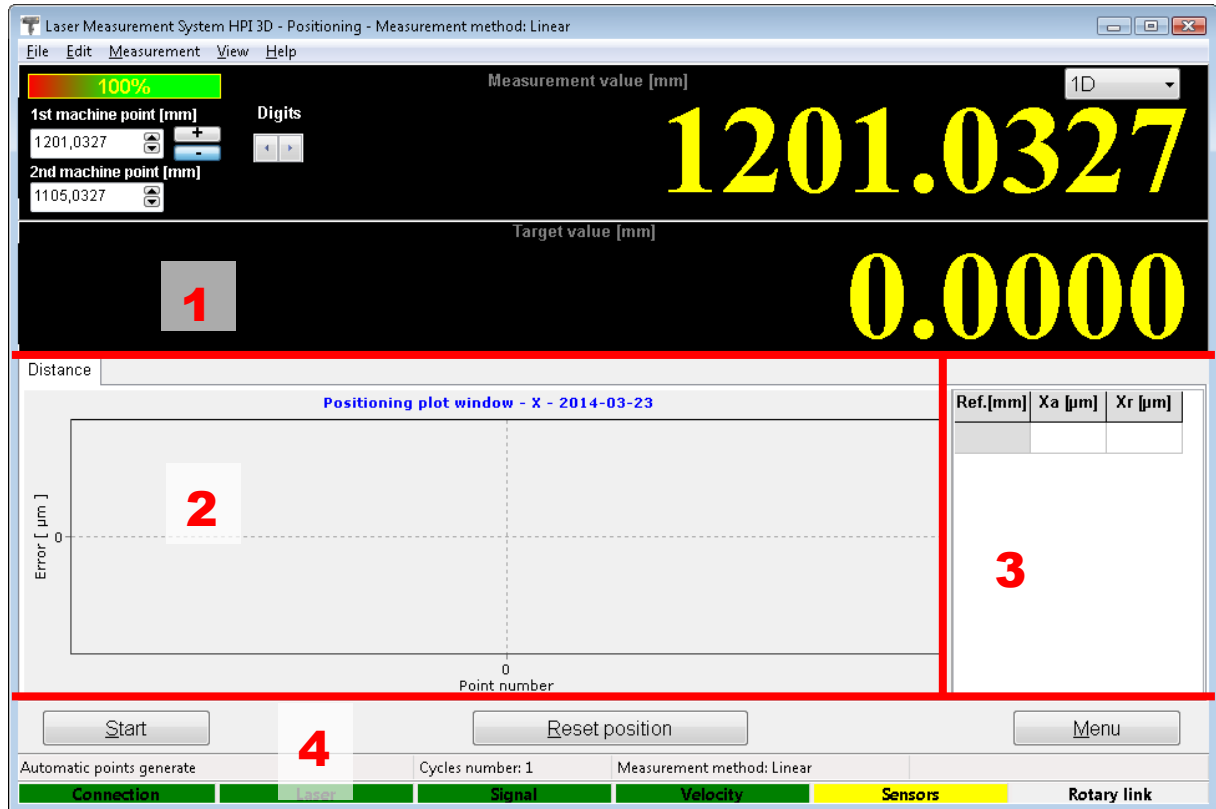 Laser Measurement System HPI 3D - Positioning - Measurement method: Linear
File Edit Measurement View Help
100%
Measurement value [mm]
1D
1st machine point [mm]
Digits
1201,0327
+
-
1201.0327
2nd machine point [mm]
1105,0327
Target value [mm]
0.0000
1
Distance
Positioning plot window - X - 2014-03-23
Ref.[mm] Xa [µm] Xr [µm]
Error [ µm ]
0
2
3
0
Point number
Start
Reset position
Menu
4
Automatic points generate
Cycles number: 1
Measurement method: Linear
Connection Laser Signal Velocity Sensors Rotary link